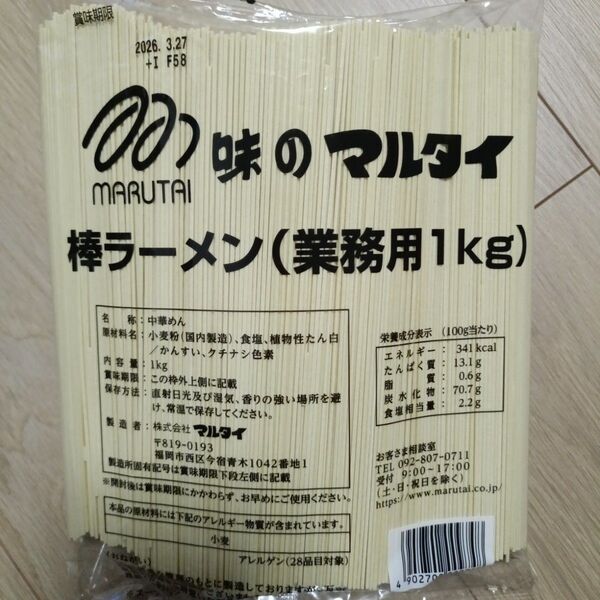 賞味期限
2026. 3.27
+I F58
MARUTAI
味のマルタイ
棒ラーメン(業務用1kg)
名称:中華めん
原材料名:小麦粉(国内製造)、食塩、植物性たん白
/かんすい、クチナシ色素
内容量:1kg
賞味期限:この枠外上側に記載
保存方法:直射日光及び湿気、香りの強い場所を避
け、常温で保存してください。
製造者:株式会社マルタイ
〒819-0193
福岡市西区今宿青木1042番地1
製造所固有記号は賞味期限下段左側に記載
※開封後は賞味期限にかかわらず、お早めにご使用ください。
本品の原材料には下記のアレルギー物質が含まれています。
小麦
アレルゲン(28品目対象)
栄養成分表示 (100g当たり)
エネルギー: 341kcal
たんぱく質: 13.1g
脂質: 0.6g
炭水化物: 70.7g
食塩相当量: 2.2g
お客さま相談室
TEL 092-807-0711
受付 9:00~17:00
(土・日・祝日を除く)
https://www.marutai.co.jp/